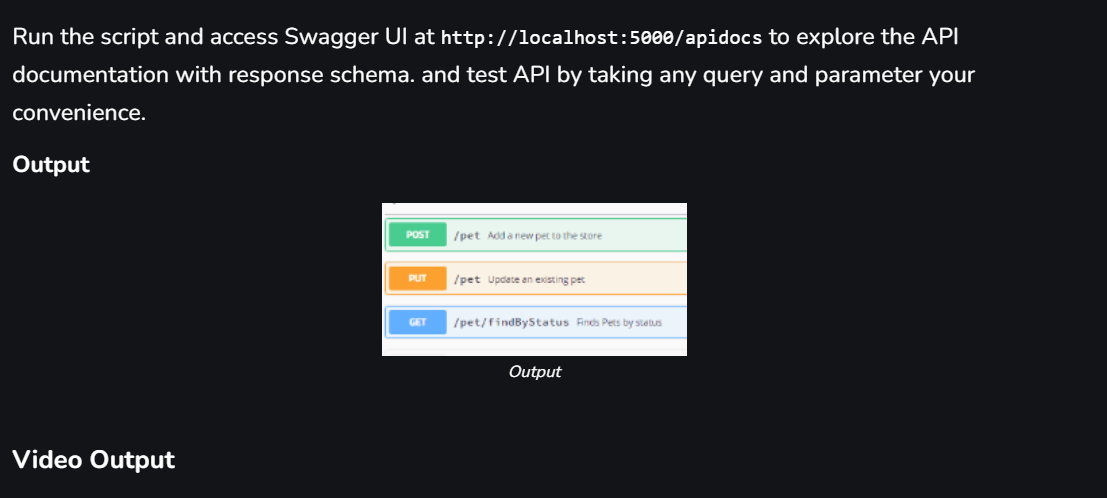 Run the script and access Swagger UI at http://localhost:5000/apidocs to explore the API
documentation with response schema. and test API by taking any query and parameter your
convenience.
Output
POST /pet Add a new pet to the store
PUT /pet Update an existing pet
GET /pet/findByStatus Finds Pets by status
Output
Video Output